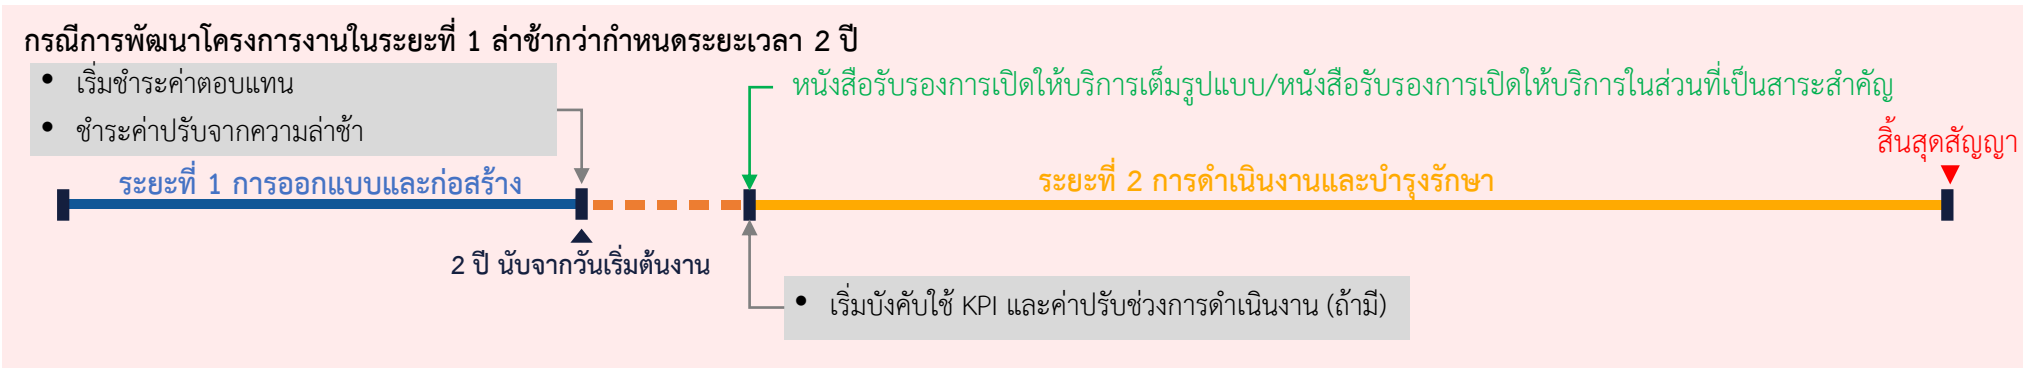 กรณีการพัฒนาโครงการงานในระยะที่ 1 ล่าช้ากว่ากำหนดระยะเวลา 2 ปี
• เริ่มชำระค่าตอบแทน
• ชำระค่าปรับจากความล่าช้า
หนังสือรับรองการเปิดให้บริการเต็มรูปแบบ/หนังสือรับรองการเปิดให้บริการในส่วนที่เป็นสาระสำคัญ
สิ้นสุดสัญญา
ระยะที่ 1 การออกแบบและก่อสร้าง
ระยะที่ 2 การดำเนินงานและบำรุงรักษา
2 ปี นับจากวันเริ่มต้นงาน
• เริ่มบังคับใช้ KPI และค่าปรับช่วงการดำเนินงาน (ถ้ามี)